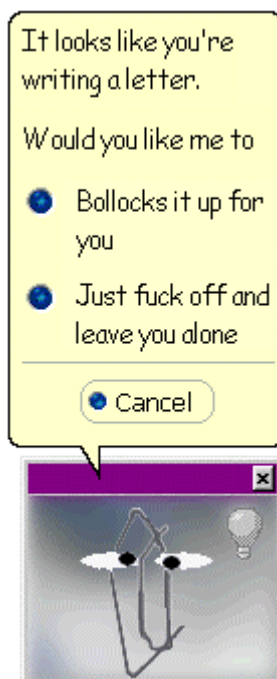 It looks like you're
writing a letter.
Would you like me to
Bollocks it up for
you
Just fuck off and
leave you alone
Cancel